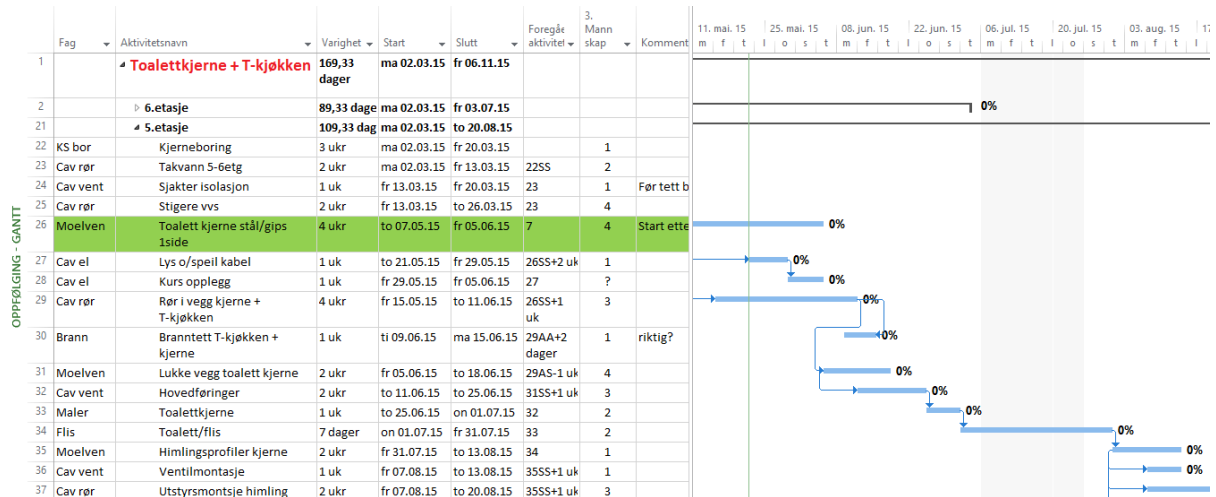 3.
Foregåe Mann
Fag Aktivitetsnavn Varighet Start Slutt aktivitet skap Komment
11. mai. 15 25. mai. 15 08. jun. 15 22. jun. 15 06. jul. 15 20. jul. 15 03. aug. 15 17
m f t l o s t m f t l o s t m f t l o s t m
OPPFØLGING - GANTT
1 Toalettkjerne + T-kjøkken 169,33 ma 02.03.15 fr 06.11.15
dager
2 6.etasje 89,33 dage ma 02.03.15 fr 03.07.15 0%
21 5.etasje 109,33 dag ma 02.03.15 to 20.08.15
22 KS bor Kjerneboring 3 ukr ma 02.03.15 fr 20.03.15 1
23 Cav rør Takvann 5-6etg 2 ukr ma 02.03.15 fr 13.03.15 22SS 2
24 Cav vent Sjakter isolasjon 1 uk fr 13.03.15 fr 20.03.15 23 1 Før tett b
25 Cav rør Stigere vvs 2 ukr fr 13.03.15 to 26.03.15 23 4
26 Moelven Toalett kjerne stål/gips 4 ukr to 07.05.15 fr 05.06.15 7 4 Start ette 0%
1side
27 Cav el Lys o/speil kabel 1 uk to 21.05.15 fr 29.05.15 26SS+2 uk 1 0%
28 Cav el Kurs opplegg 1 uk fr 29.05.15 fr 05.06.15 27 ? 0%
29 Cav rør Rør i vegg kjerne + 4 ukr fr 15.05.15 to 11.06.15 26SS+1 3 0%
T-kjøkken uk
30 Brann Branntett T-kjøkken + 1 uk ti 09.06.15 ma 15.06.15 29AA+2 1 riktig? 0%
kjerne dager
31 Moelven Lukke vegg toalett kjerne 2 ukr fr 05.06.15 to 18.06.15 29AS-1 uk 4 0%
32 Cav vent Hovedføringer 2 ukr to 11.06.15 to 25.06.15 31SS+1 uk 3 0%
33 Maler Toalettkjerne 1 uk to 25.06.15 on 01.07.15 32 2 0%
34 Flis Toalett/flis 7 dager on 01.07.15 fr 31.07.15 33 2 0%
35 Moelven Himlingsprofiler kjerne 2 ukr fr 31.07.15 to 13.08.15 34 1 0%
36 Cav vent Ventilmontasje 1 uk fr 07.08.15 to 13.08.15 35SS+1 uk 1 0%
37 Cav rør Utstyrsmontsje himling 2 ukr fr 07.08.15 to 20.08.15 35SS+1 uk 3